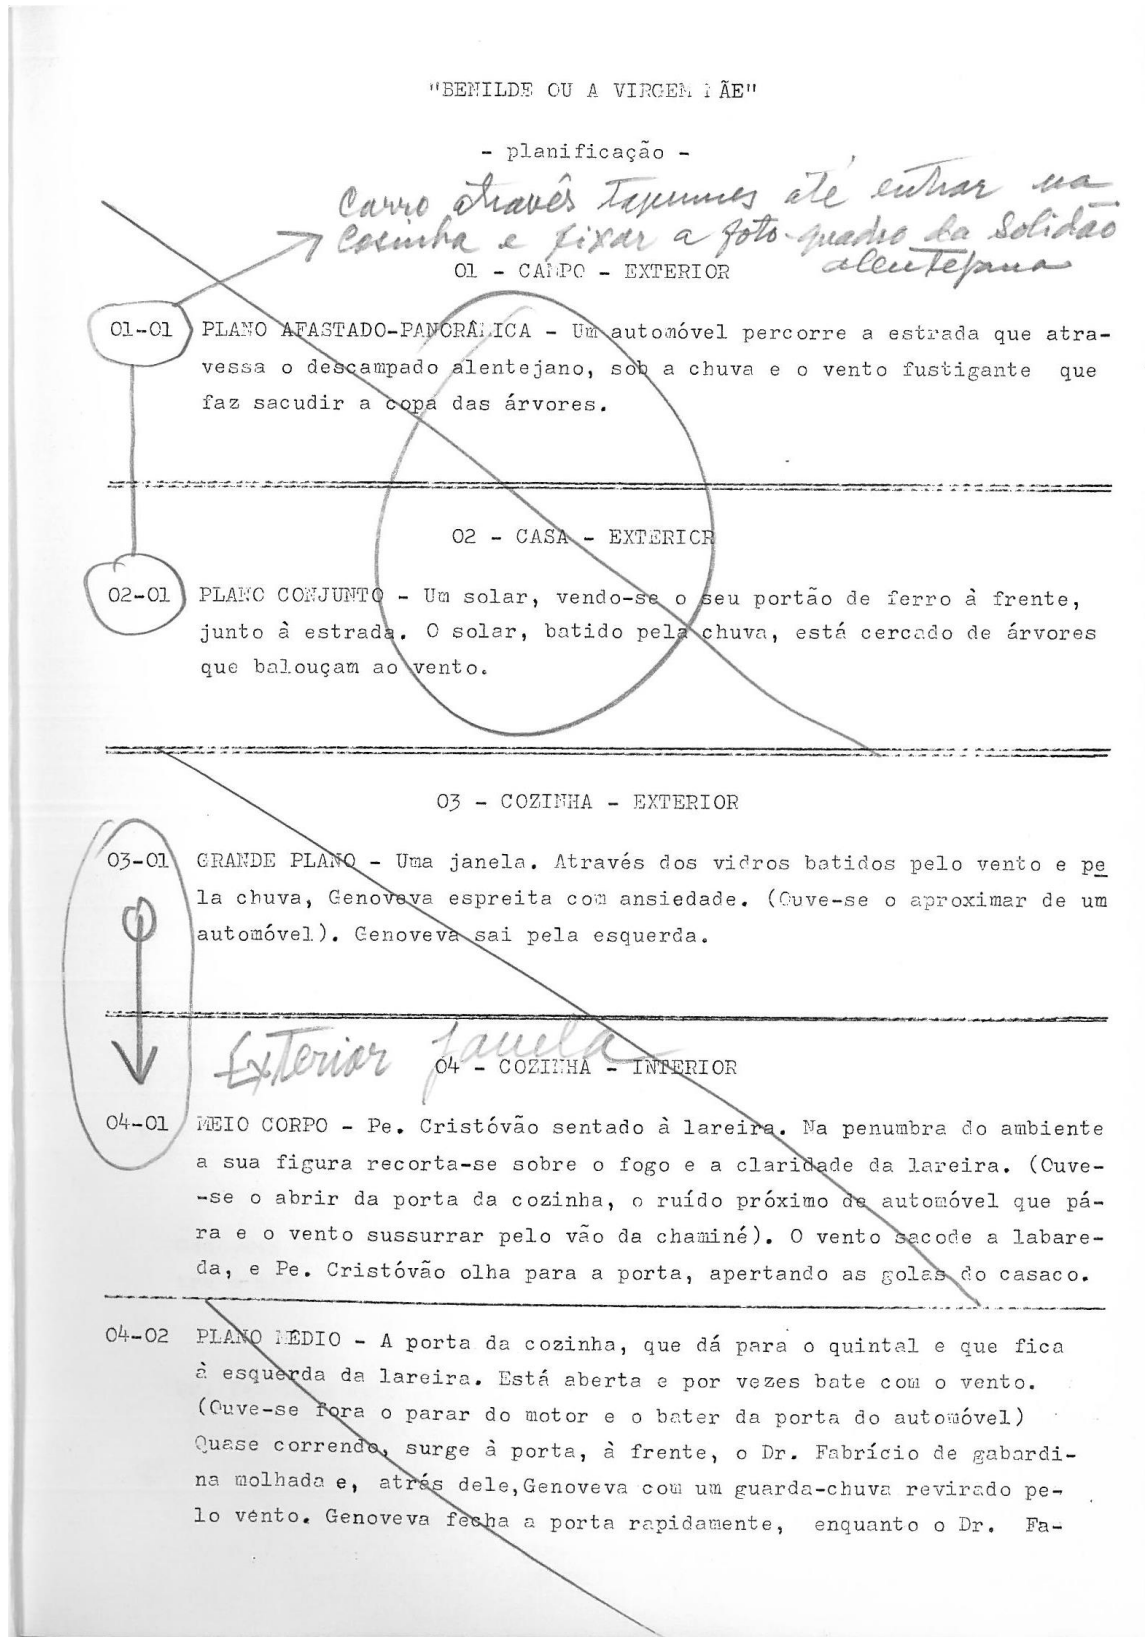 "BENILDE OU A VIRGEM MÃE"
- planificação -
Carro através tapumes até entrar na
Cosinha e fixar a foto-quadro da Solidão
alentejana
01 - CAMPO - EXTERIOR
01-01 PLANO AFASTADO-PANORÂMICA - Um automóvel percorre a estrada que atra-
vessa o descampado alentejano, sob a chuva e o vento fustigante que
faz sacudir a copa das árvores.
02 - CASA - EXTERIOR
02-01 PLANO CONJUNTO - Um solar, vendo-se o seu portão de ferro à frente,
junto à estrada. O solar, batido pela chuva, está cercado de árvores
que balouçam ao vento.
03 - COZINHA - EXTERIOR
03-01 GRANDE PLANO - Uma janela. Através dos vidros batidos pelo vento e pe
la chuva, Genoveva espreita com ansiedade. (Ouve-se o aproximar de um
automóvel). Genoveva sai pela esquerda.
Exterior janela
04 - COZINHA - INTERIOR
04-01 MEIO CORPO - Pe. Cristóvão sentado à lareira. Na penumbra do ambiente
a sua figura recorta-se sobre o fogo e a claridade da lareira. (Ouve-
-se o abrir da porta da cozinha, o ruído próximo de automóvel que pá-
ra e o vento sussurrar pelo vão da chaminé). O vento sacode a labare-
da, e Pe. Cristóvão olha para a porta, apertando as golas do casaco.
04-02 PLANO MÉDIO - A porta da cozinha, que dá para o quintal e que fica
à esquerda da lareira. Está aberta e por vezes bate com o vento.
(Ouve-se fora o parar do motor e o bater da porta do automóvel)
Quase correndo, surge à porta, à frente, o Dr. Fabrício de gabardi-
na molhada e, atrás dele,Genoveva com um guarda-chuva revirado pe-
lo vento. Genoveva fecha a porta rapidamente, enquanto o Dr. Fa-